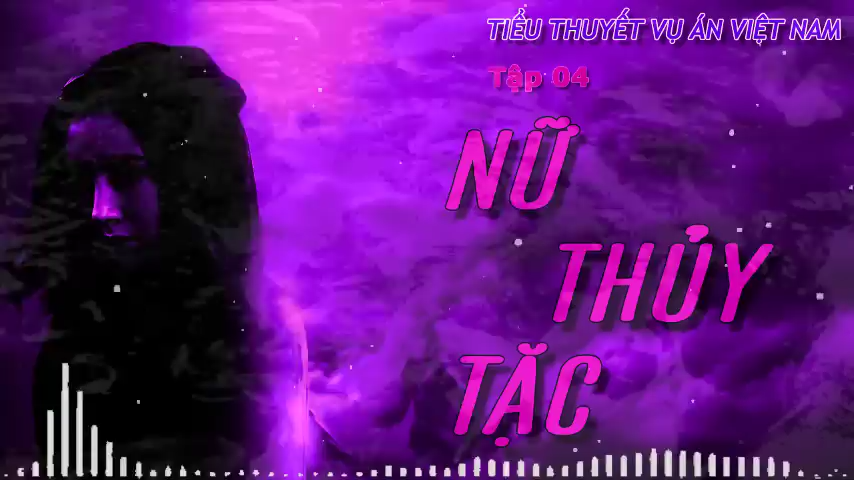 TIỂU THUYẾT VỤ ÁN VIỆT NAM
Tập 04
NỮ
THỦY
TẶC